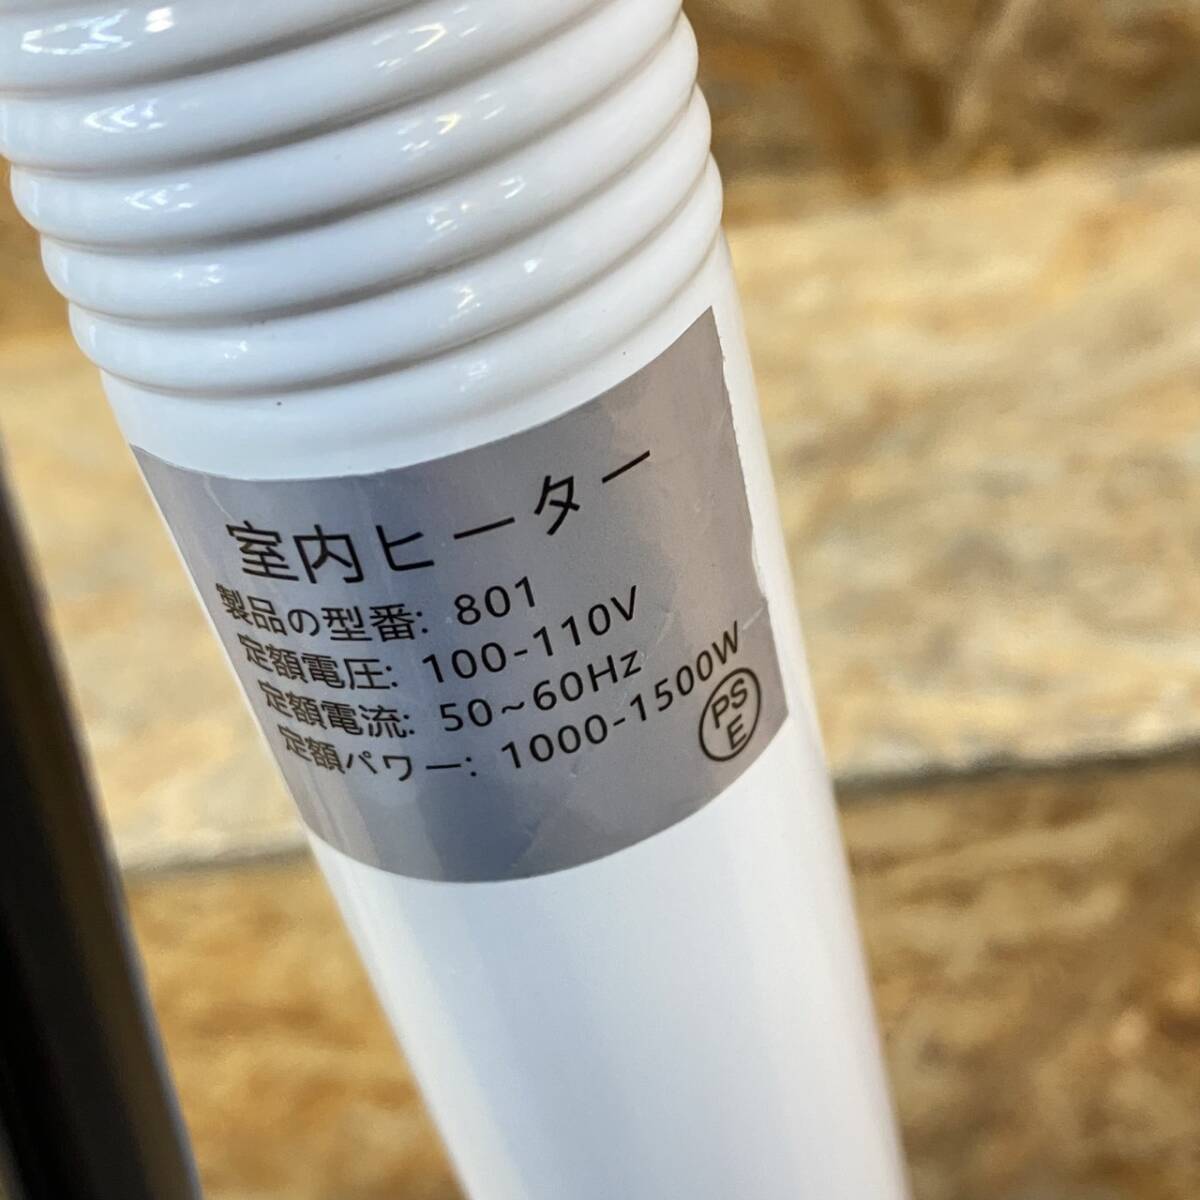 室内ヒーター
製品の型番: 801
定額電圧: 100-110V
定額電流: 50~60Hz
定額パワー: 1000-1500W
PS
E